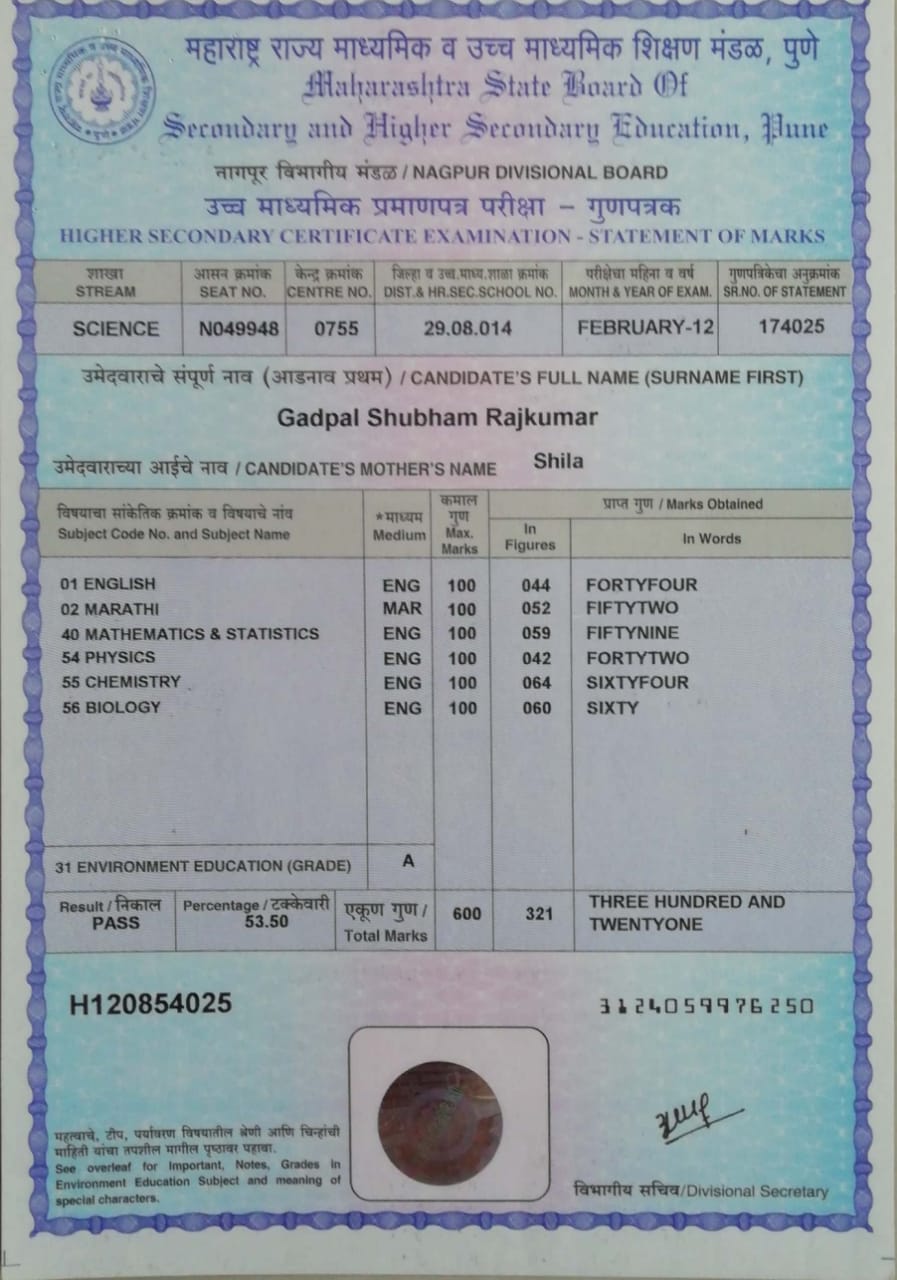 महाराष्ट्र राज्य माध्यमिक व उच्च माध्यमिक शिक्षण मंडळ, पुणे
Maharashtra State Board Of
Secondary and Higher Secondary Education, Pune
नागपूर विभागीय मंडळ / NAGPUR DIVISIONAL BOARD
उच्च माध्यमिक प्रमाणपत्र परीक्षा – गुणपत्रक
HIGHER SECONDARY CERTIFICATE EXAMINATION - STATEMENT OF MARKS
शाखा आसन क्रमांक केन्द्र क्रमांक जिल्हा व उच्च.माध्य.शाळा क्रमांक परीक्षेचा महिना व वर्ष गुणपत्रिकेचा अनुक्रमांक
STREAM SEAT NO. CENTRE NO. DIST.& HR.SEC.SCHOOL NO. MONTH & YEAR OF EXAM. SR.NO. OF STATEMENT
SCIENCE N049948 0755 29.08.014 FEBRUARY-12 174025
उमेदवाराचे संपूर्ण नाव (आडनाव प्रथम) / CANDIDATE'S FULL NAME (SURNAME FIRST)
Gadpal Shubham Rajkumar
उमेदवाराच्या आईचे नाव / CANDIDATE'S MOTHER'S NAME Shila
विषयाचा सांकेतिक क्रमांक व विषयाचे नांव *माध्यम कमाल गुण प्राप्त गुण / Marks Obtained
Subject Code No. and Subject Name Medium Max. Marks In Figures In Words
01 ENGLISH ENG 100 044 FORTYFOUR
02 MARATHI MAR 100 052 FIFTYTWO
40 MATHEMATICS & STATISTICS ENG 100 059 FIFTYNINE
54 PHYSICS ENG 100 042 FORTYTWO
55 CHEMISTRY ENG 100 064 SIXTYFOUR
56 BIOLOGY ENG 100 060 SIXTY
31 ENVIRONMENT EDUCATION (GRADE) A
Result / निकाल Percentage / टक्केवारी एकूण गुण / 600 321 THREE HUNDRED AND
PASS 53.50 Total Marks TWENTYONE
H120854025 3124059976250
महत्वाचे, टीप, पर्यावरण विषयातील श्रेणी आणि चिन्हांची
माहिती यांचा तपशील मागील पृष्ठावर पहावा.
See overleaf for Important, Notes, Grades in
Environment Education Subject and meaning of
special characters.
विभागीय सचिव/Divisional Secretary